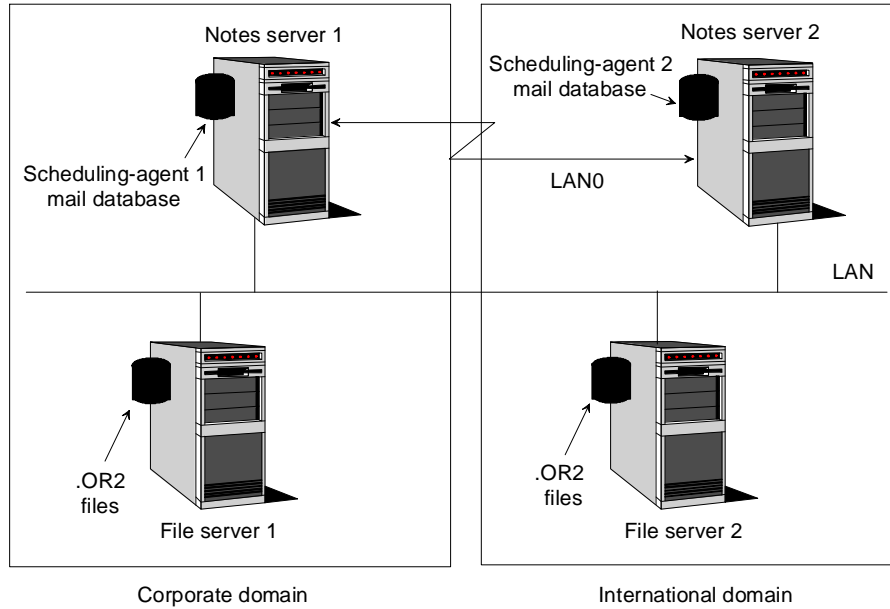 Notes server 1
Notes server 2
Scheduling-agent 2
mail database
Scheduling-agent 1
mail database
LAN0
LAN
.OR2
files
.OR2
files
File server 1
File server 2
Corporate domain
International domain